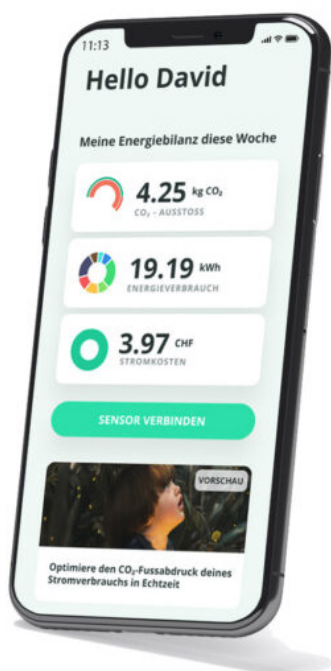 11:13
Hello David
Meine Energiebilanz diese Woche
4.25 kg CO₂
CO₂ - AUSSTOSS
19.19 kWh
ENERGIEVERBRAUCH
3.97 CHF
STROMKOSTEN
SENSOR VERBINDEN
VORSCHAU
Optimiere den CO₂-Fussabdruck deines
Stromverbrauchs in Echtzeit